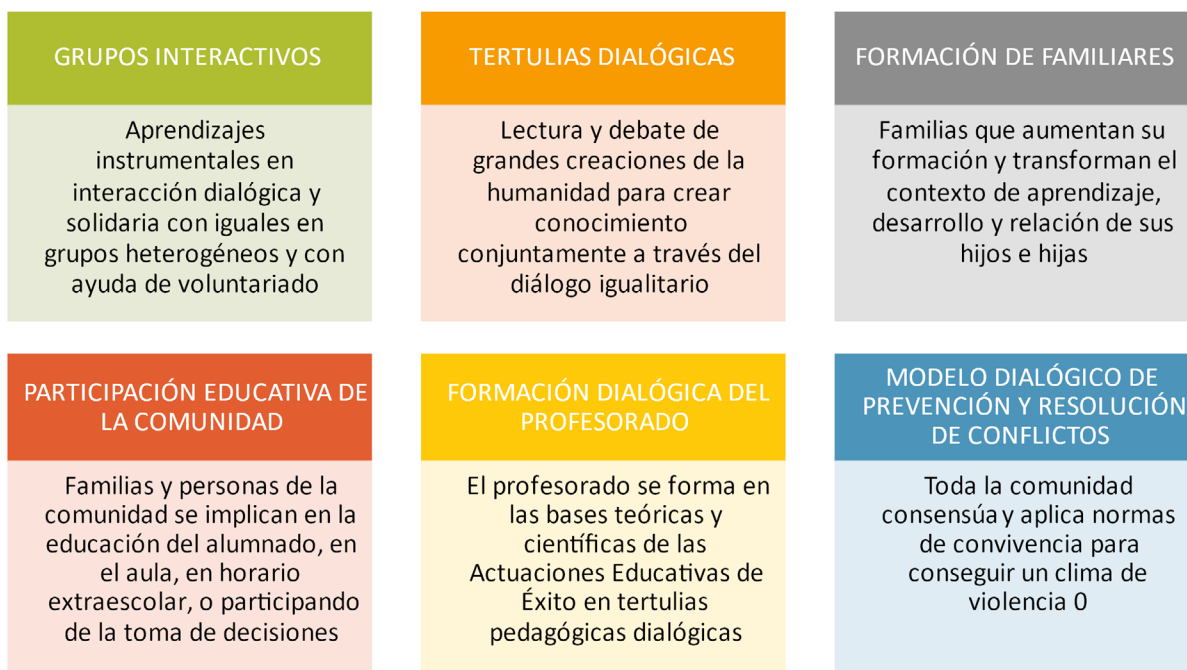 GRUPOS INTERACTIVOS
Aprendizajes
instrumentales en
interacción dialógica y
solidaria con iguales en
grupos heterogéneos y con
ayuda de voluntariado
TERTULIAS DIALÓGICAS
Lectura y debate de
grandes creaciones de la
humanidad para crear
conocimiento
conjuntamente a través del
diálogo igualitario
FORMACIÓN DE FAMILIARES
Familias que aumentan su
formación y transforman el
contexto de aprendizaje,
desarrollo y relación de sus
hijos e hijas
PARTICIPACIÓN EDUCATIVA DE
LA COMUNIDAD
Familias y personas de la
comunidad se implican en la
educación del alumnado, en
el aula, en horario
extraescolar, o participando
de la toma de decisiones
FORMACIÓN DIALÓGICA DEL
PROFESORADO
El profesorado se forma en
las bases teóricas y
científicas de las
Actuaciones Educativas de
Éxito en tertulias
pedagógicas dialógicas
MODELO DIALÓGICO DE
PREVENCIÓN Y RESOLUCIÓN
DE CONFLICTOS
Toda la comunidad
consensúa y aplica normas
de convivencia para
conseguir un clima de
violencia 0